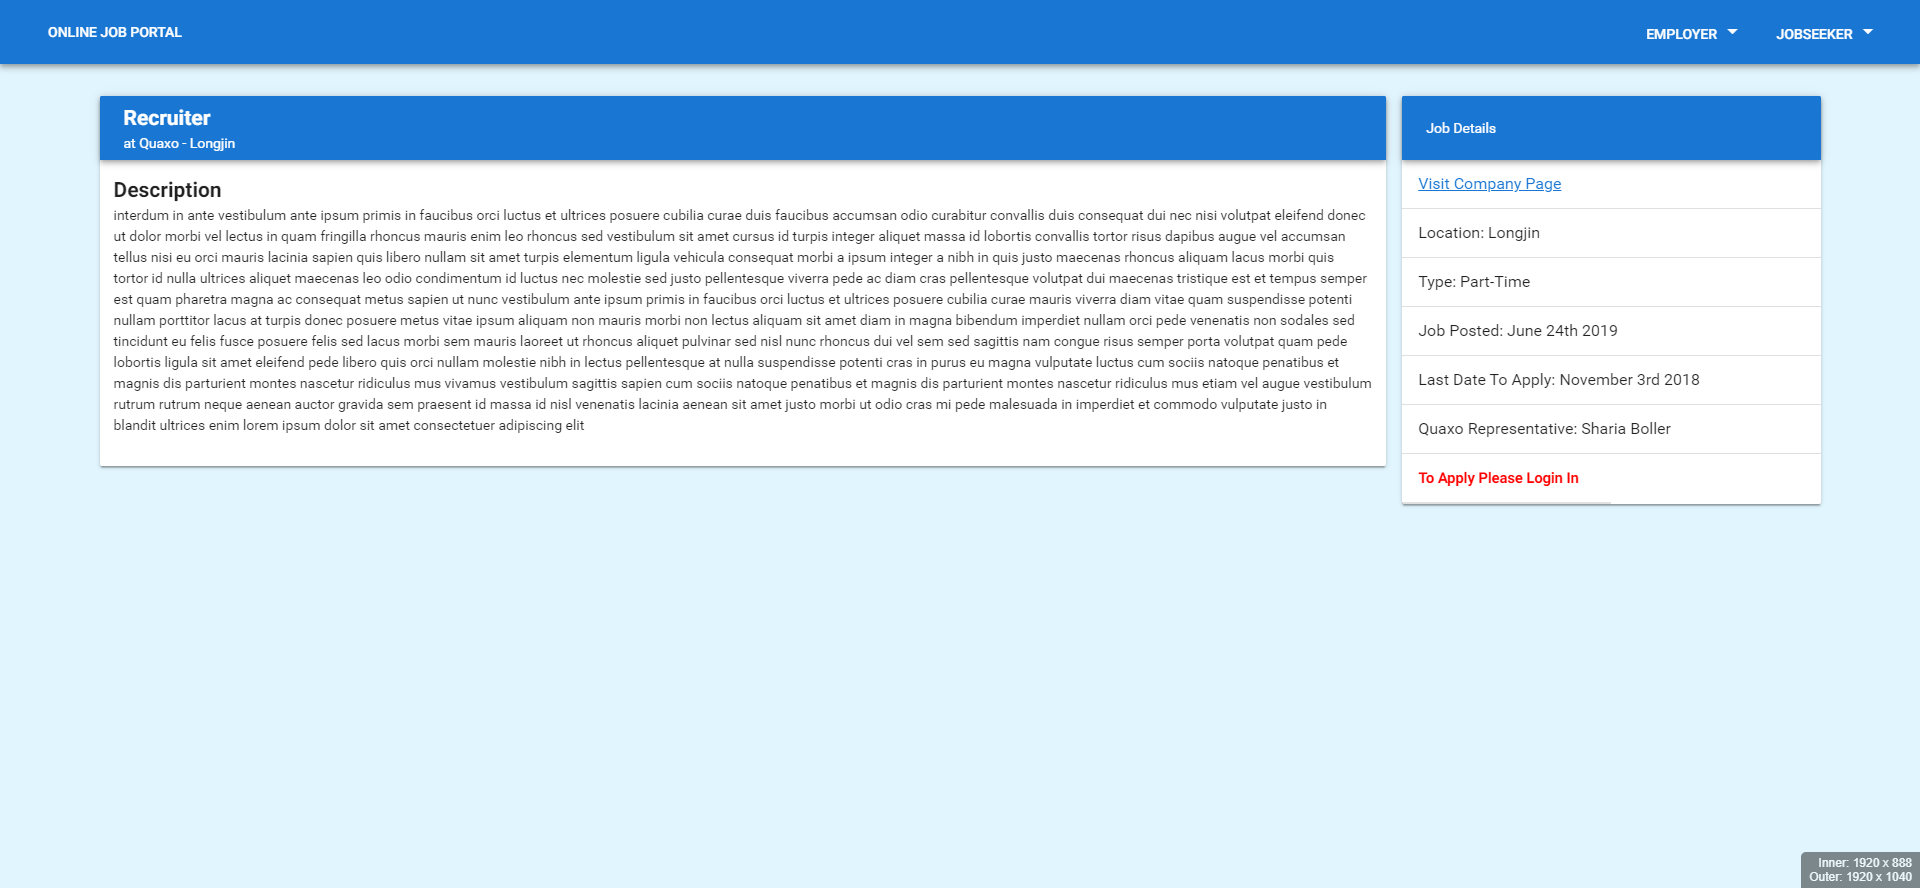 ONLINE JOB PORTAL
EMPLOYER
JOBSEEKER
Recruiter
at Quaxo - Longjin
Description
interdum in ante vestibulum ante ipsum primis in faucibus orci luctus et ultrices posuere cubilia curae duis faucibus accumsan odio curabitur convallis duis consequat dui nec nisi volutpat eleifend donec
ut dolor morbi vel lectus in quam fringilla rhoncus mauris enim leo rhoncus sed vestibulum sit amet cursus id turpis integer aliquet massa id lobortis convallis tortor risus dapibus augue vel accumsan
tellus nisi eu orci mauris lacinia sapien quis libero nullam sit amet turpis elementum ligula vehicula consequat morbi a ipsum integer a nibh in quis justo maecenas rhoncus aliquam lacus morbi quis
tortor id nulla ultrices aliquet maecenas leo odio condimentum id luctus nec molestie sed justo pellentesque viverra pede ac diam cras pellentesque volutpat dui maecenas tristique est et tempus semper
est quam pharetra magna ac consequat metus sapien ut nunc vestibulum ante ipsum primis in faucibus orci luctus et ultrices posuere cubilia curae mauris viverra diam vitae quam suspendisse potenti
nullam porttitor lacus at turpis donec posuere metus vitae ipsum aliquam non mauris morbi non lectus aliquam sit amet diam in magna bibendum imperdiet nullam orci pede venenatis non sodales sed
tincidunt eu felis fusce posuere felis sed lacus morbi sem mauris laoreet ut rhoncus aliquet pulvinar sed nisl nunc rhoncus dui vel sem sed sagittis nam congue risus semper porta volutpat quam pede
lobortis ligula sit amet eleifend pede libero quis orci nullam molestie nibh in lectus pellentesque at nulla suspendisse potenti cras in purus eu magna vulputate luctus cum sociis natoque penatibus et
magnis dis parturient montes nascetur ridiculus mus vivamus vestibulum sagittis sapien cum sociis natoque penatibus et magnis dis parturient montes nascetur ridiculus mus etiam vel augue vestibulum
rutrum rutrum neque aenean auctor gravida sem praesent id massa id nisl venenatis lacinia aenean sit amet justo morbi ut odio cras mi pede malesuada in imperdiet et commodo vulputate justo in
blandit ultrices enim lorem ipsum dolor sit amet consectetuer adipiscing elit
Job Details
Visit Company Page
Location: Longjin
Type: Part-Time
Job Posted: June 24th 2019
Last Date To Apply: November 3rd 2018
Quaxo Representative: Sharia Boller
To Apply Please Login In
Inner: 1920 x 888
Outer: 1920 x 1040